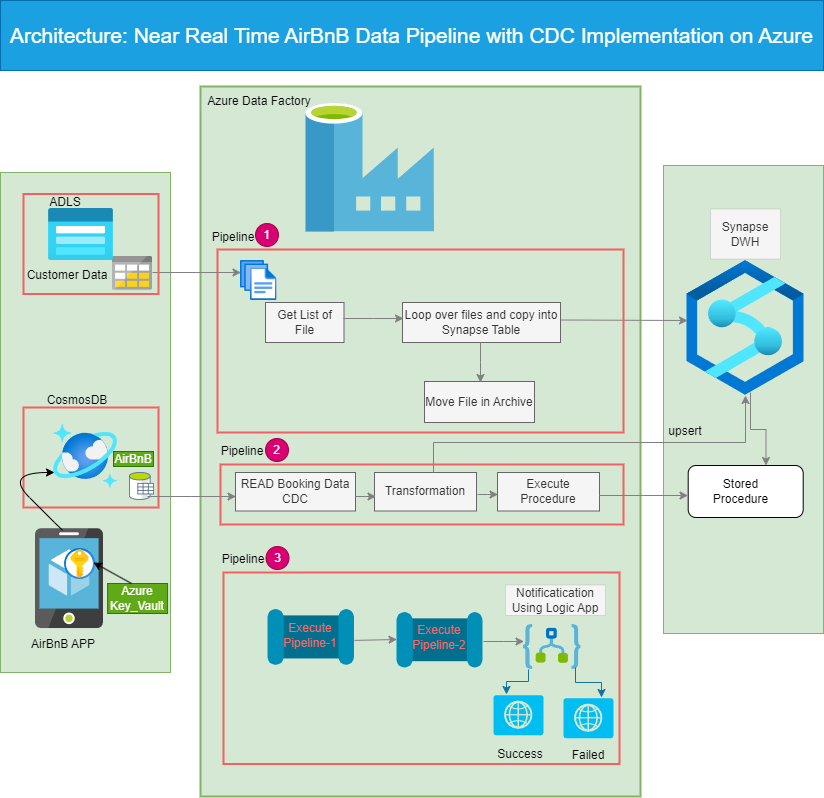 Architecture: Near Real Time AirBnB Data Pipeline with CDC Implementation on Azure
Azure Data Factory
ADLS
Customer Data
CosmosDB
AirBnB
Azure
Key_Vault
AirBnB APP
Pipeline 1
Get List of
File
Loop over files and copy into
Synapse Table
Move File in Archive
Pipeline 2
READ Booking Data
CDC
Transformation
Execute
Procedure
Pipeline 3
Execute
Pipeline-1
Execute
Pipeline-2
Notificatication
Using Logic App
Success
Failed
Synapse
DWH
upsert
Stored
Procedure